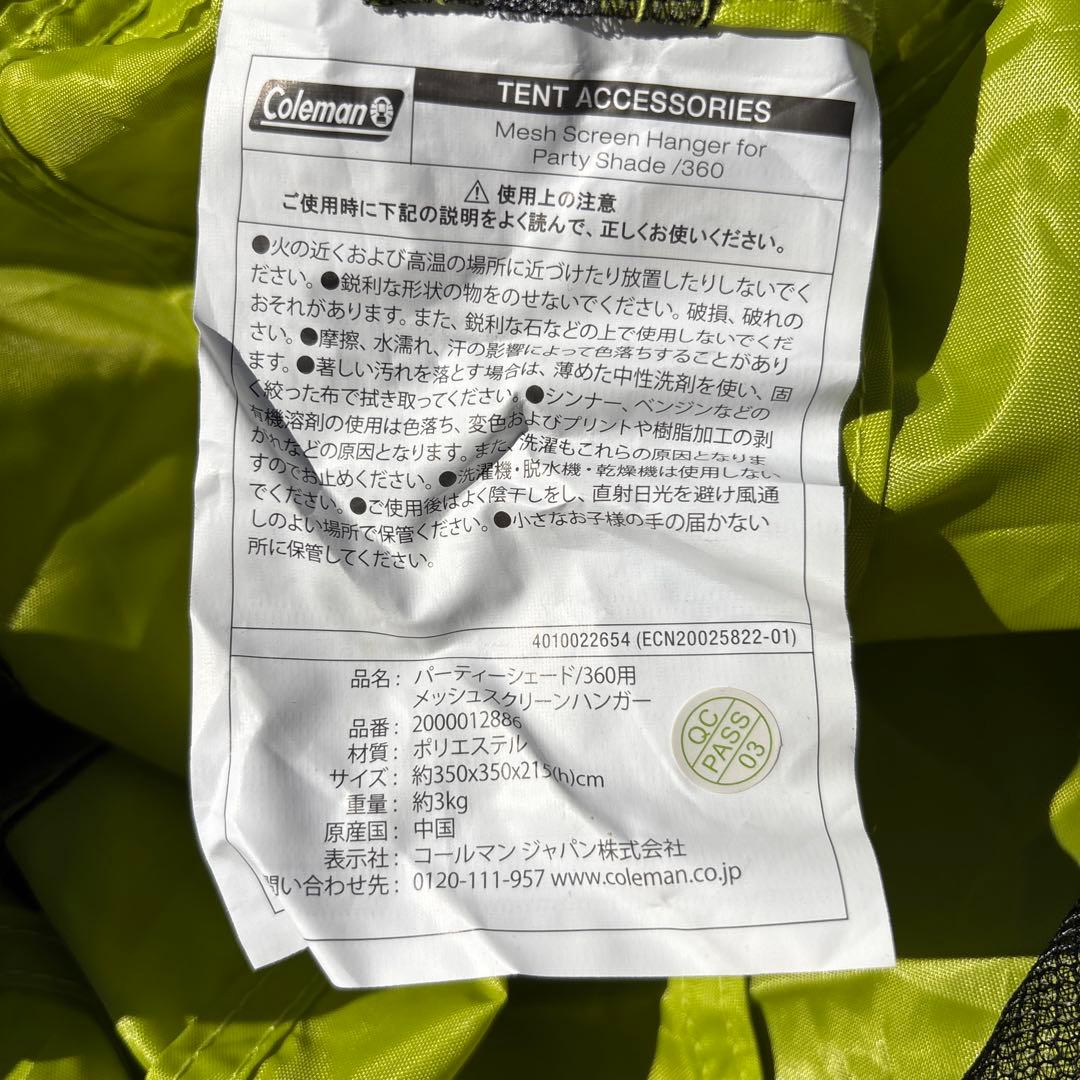 Coleman
TENT ACCESSORIES
Mesh Screen Hanger for
Party Shade /360
⚠ 使用上の注意
ご使用時に下記の説明をよく読んで、正しくお使いください。
●火の近くおよび高温の場所に近づけたり放置したりしないでく
ださい。●鋭利な形状の物をのせないでください。破損、破れの
おそれがあります。また、鋭利な石などの上で使用しないでくだ
さい。●摩擦、水濡れ、汗の影響によって色落ちすることがあり
ます。●著しい汚れを落とす場合は、薄めた中性洗剤を使い、固
く絞った布で拭き取ってください。●シンナー、ベンジンなどの
有機溶剤の使用は色落ち、変色およびプリントや樹脂加工の剥
がれなどの原因となります。また、洗濯もこれらの原因となりま
すのでお止めください。●洗濯機・脱水機・乾燥機は使用しない
でください。●ご使用後はよく陰干しをし、直射日光を避け風通
しのよい場所で保管ください。●小さなお子様の手の届かない
所に保管してください。
4010022654 (ECN20025822-01)
品名： パーティーシェード/360用
メッシュスクリーンハンガー
品番： 2000012886
材質： ポリエステル
サイズ： 約350x350x215(h)cm
重量： 約3kg
原産国： 中国
表示社： コールマン ジャパン株式会社
問い合わせ先： 0120-111-957 www.coleman.co.jp
QC
PASS
03